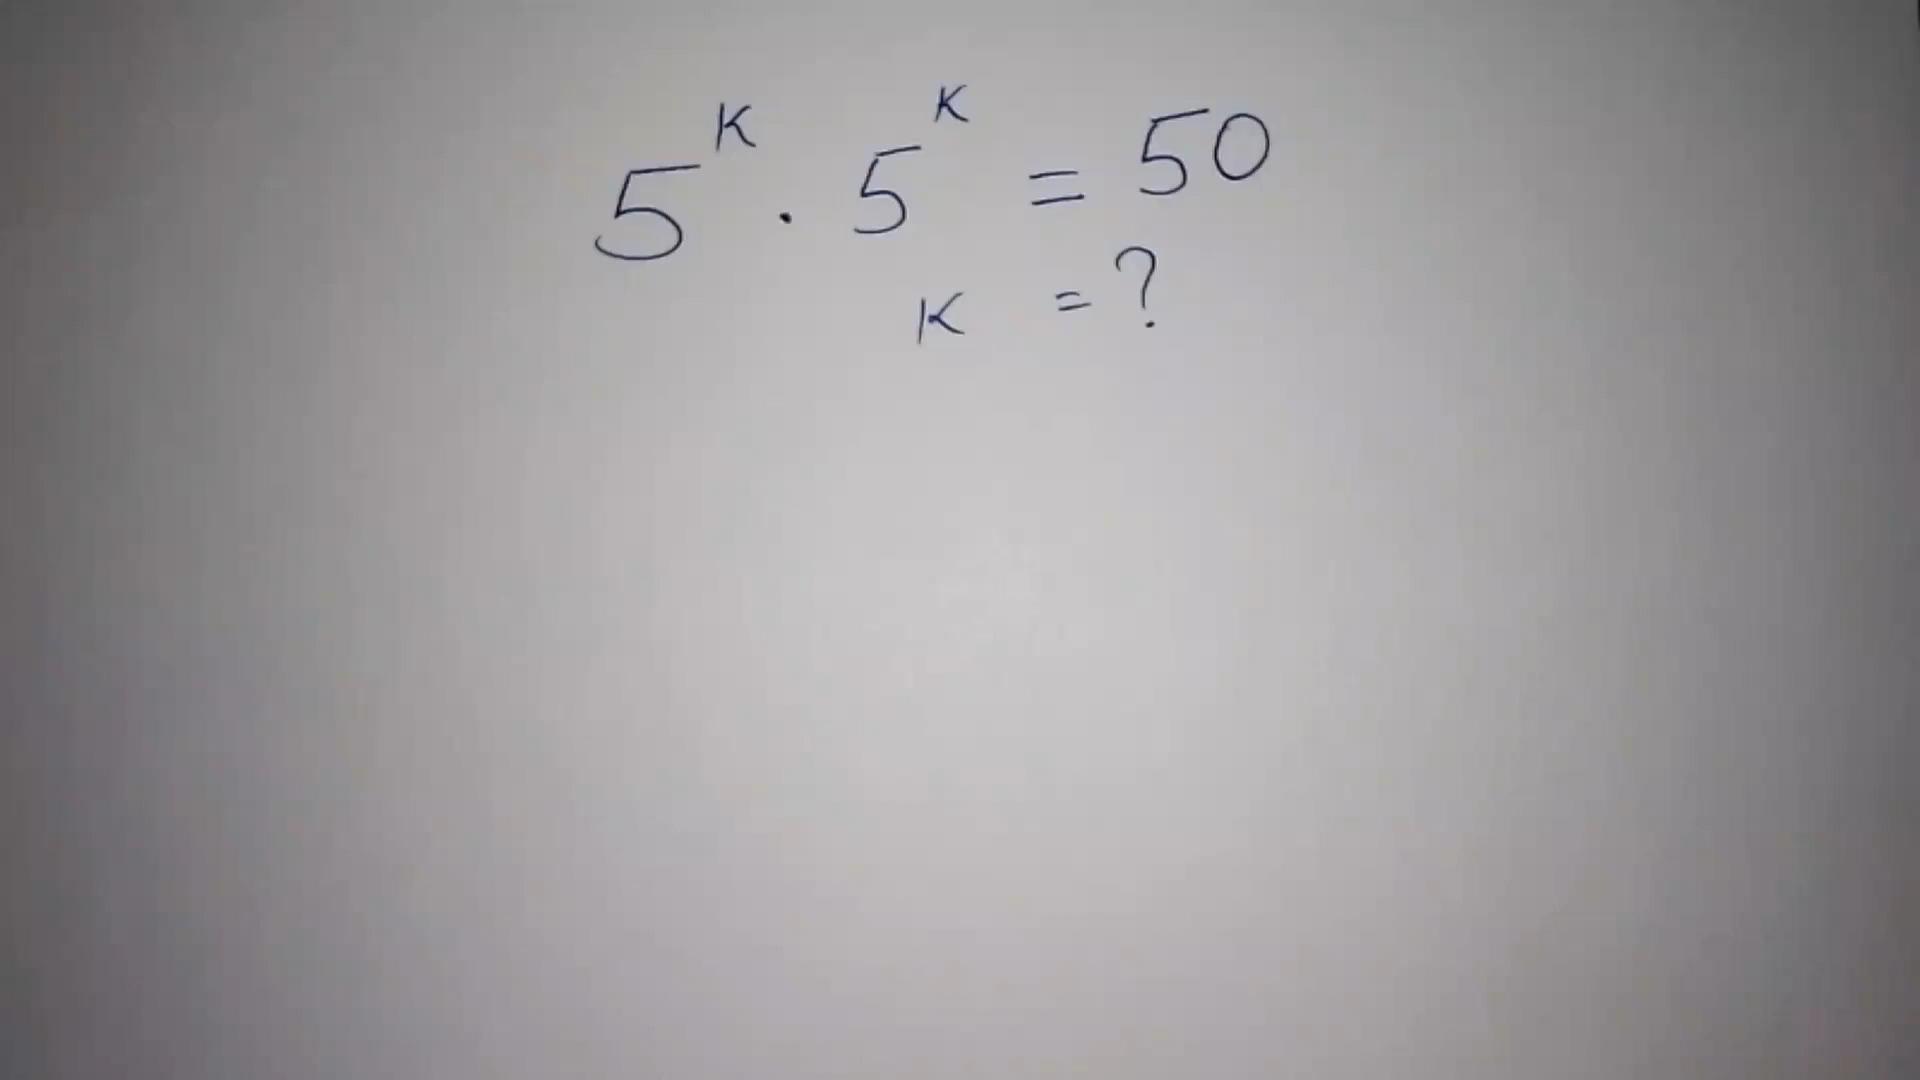 5^K . 5^K = 50
K = ?